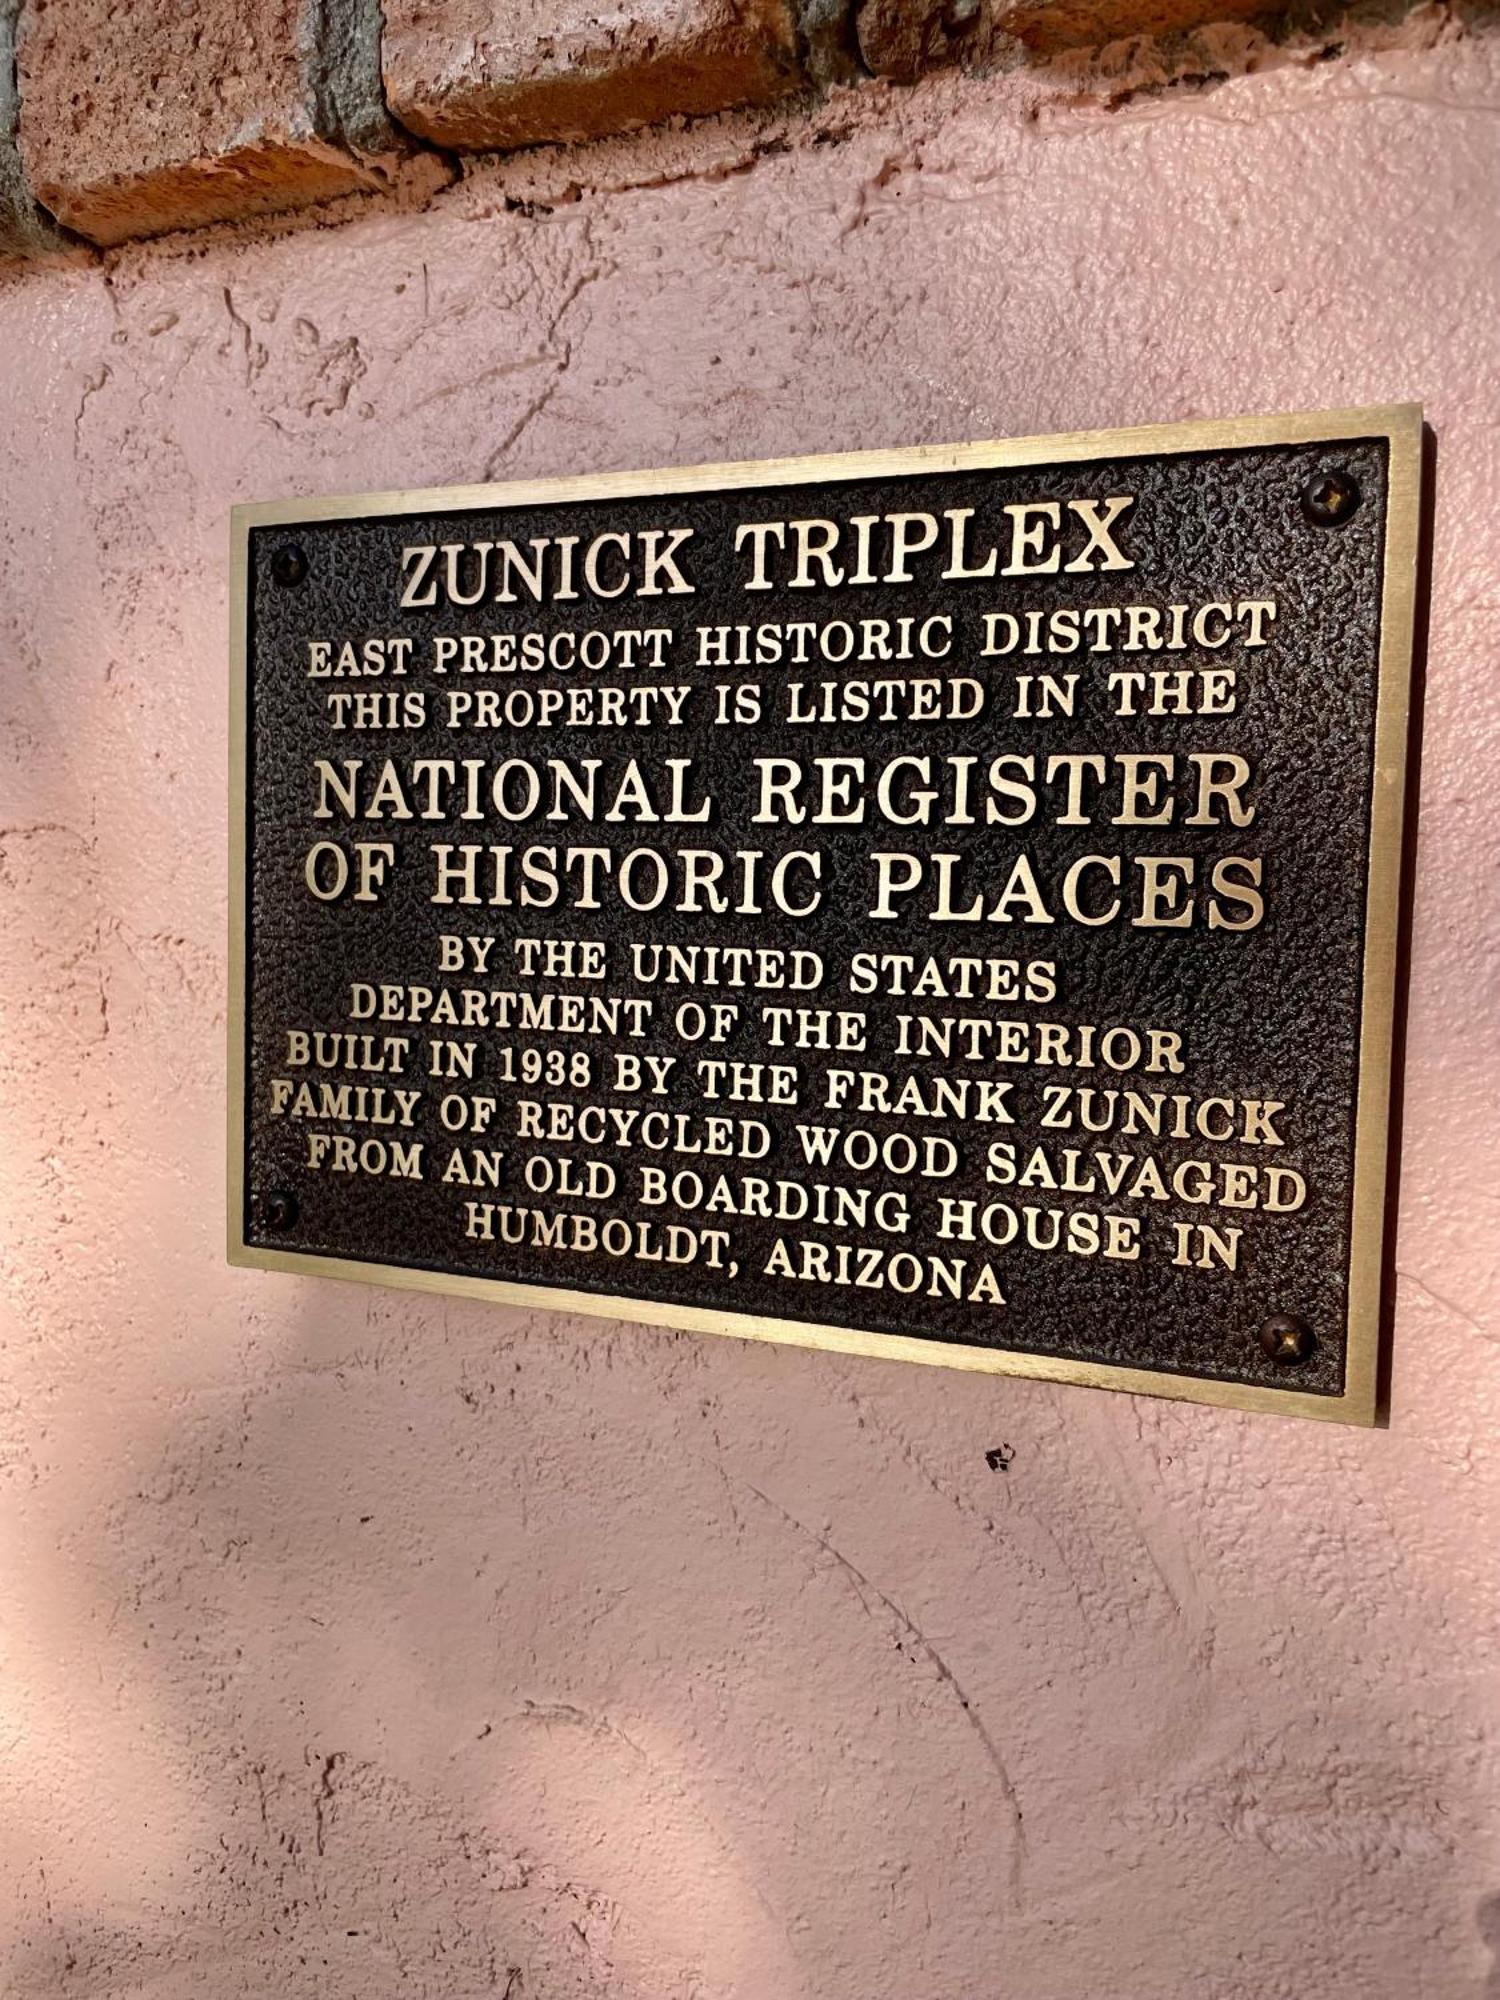 ZUNICK TRIPLEX
EAST PRESCOTT HISTORIC DISTRICT
THIS PROPERTY IS LISTED IN THE
NATIONAL REGISTER
OF HISTORIC PLACES
BY THE UNITED STATES
DEPARTMENT OF THE INTERIOR
BUILT IN 1938 BY THE FRANK ZUNICK
FAMILY OF RECYCLED WOOD SALVAGED
FROM AN OLD BOARDING HOUSE IN
HUMBOLDT, ARIZONA